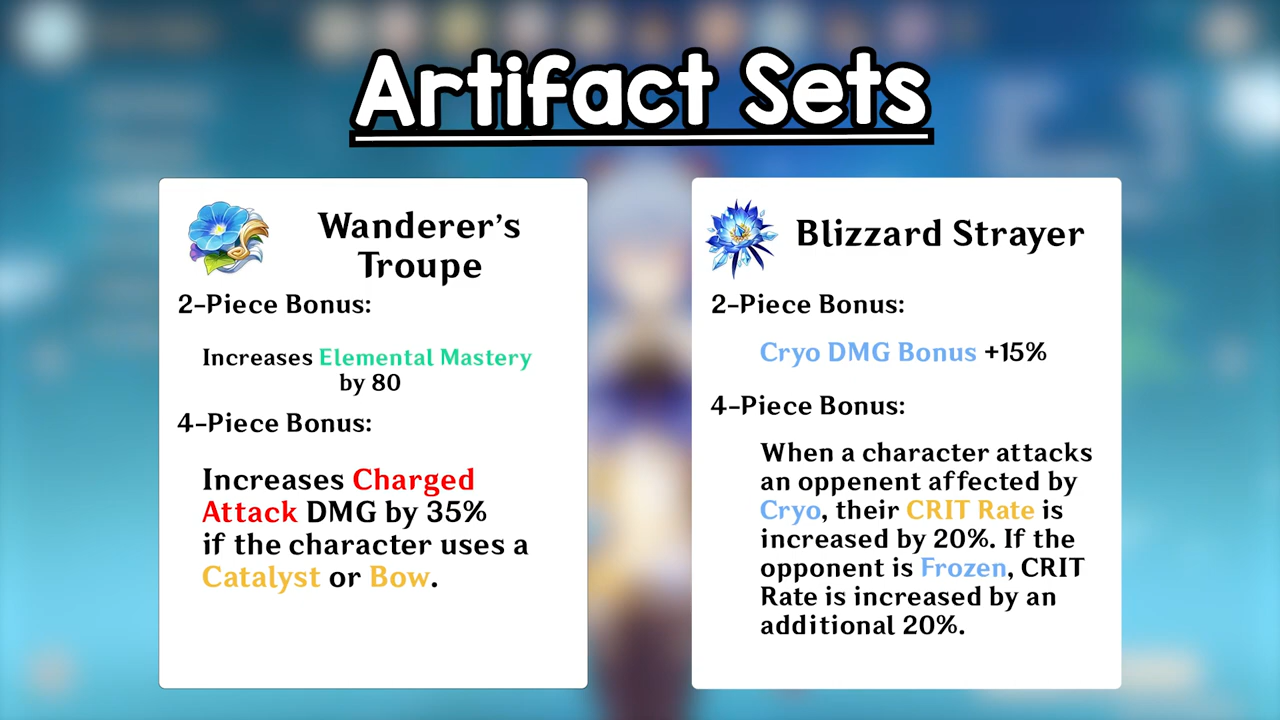 Artifact Sets
Wanderer's
Troupe
2-Piece Bonus:
Increases Elemental Mastery
by 80
4-Piece Bonus:
Increases Charged
Attack DMG by 35%
if the character uses a
Catalyst or Bow.
Blizzard Strayer
2-Piece Bonus:
Cryo DMG Bonus +15%
4-Piece Bonus:
When a character attacks
an oppenent affected by
Cryo, their CRIT Rate is
increased by 20%. If the
opponent is Frozen, CRIT
Rate is increased by an
additional 20%.